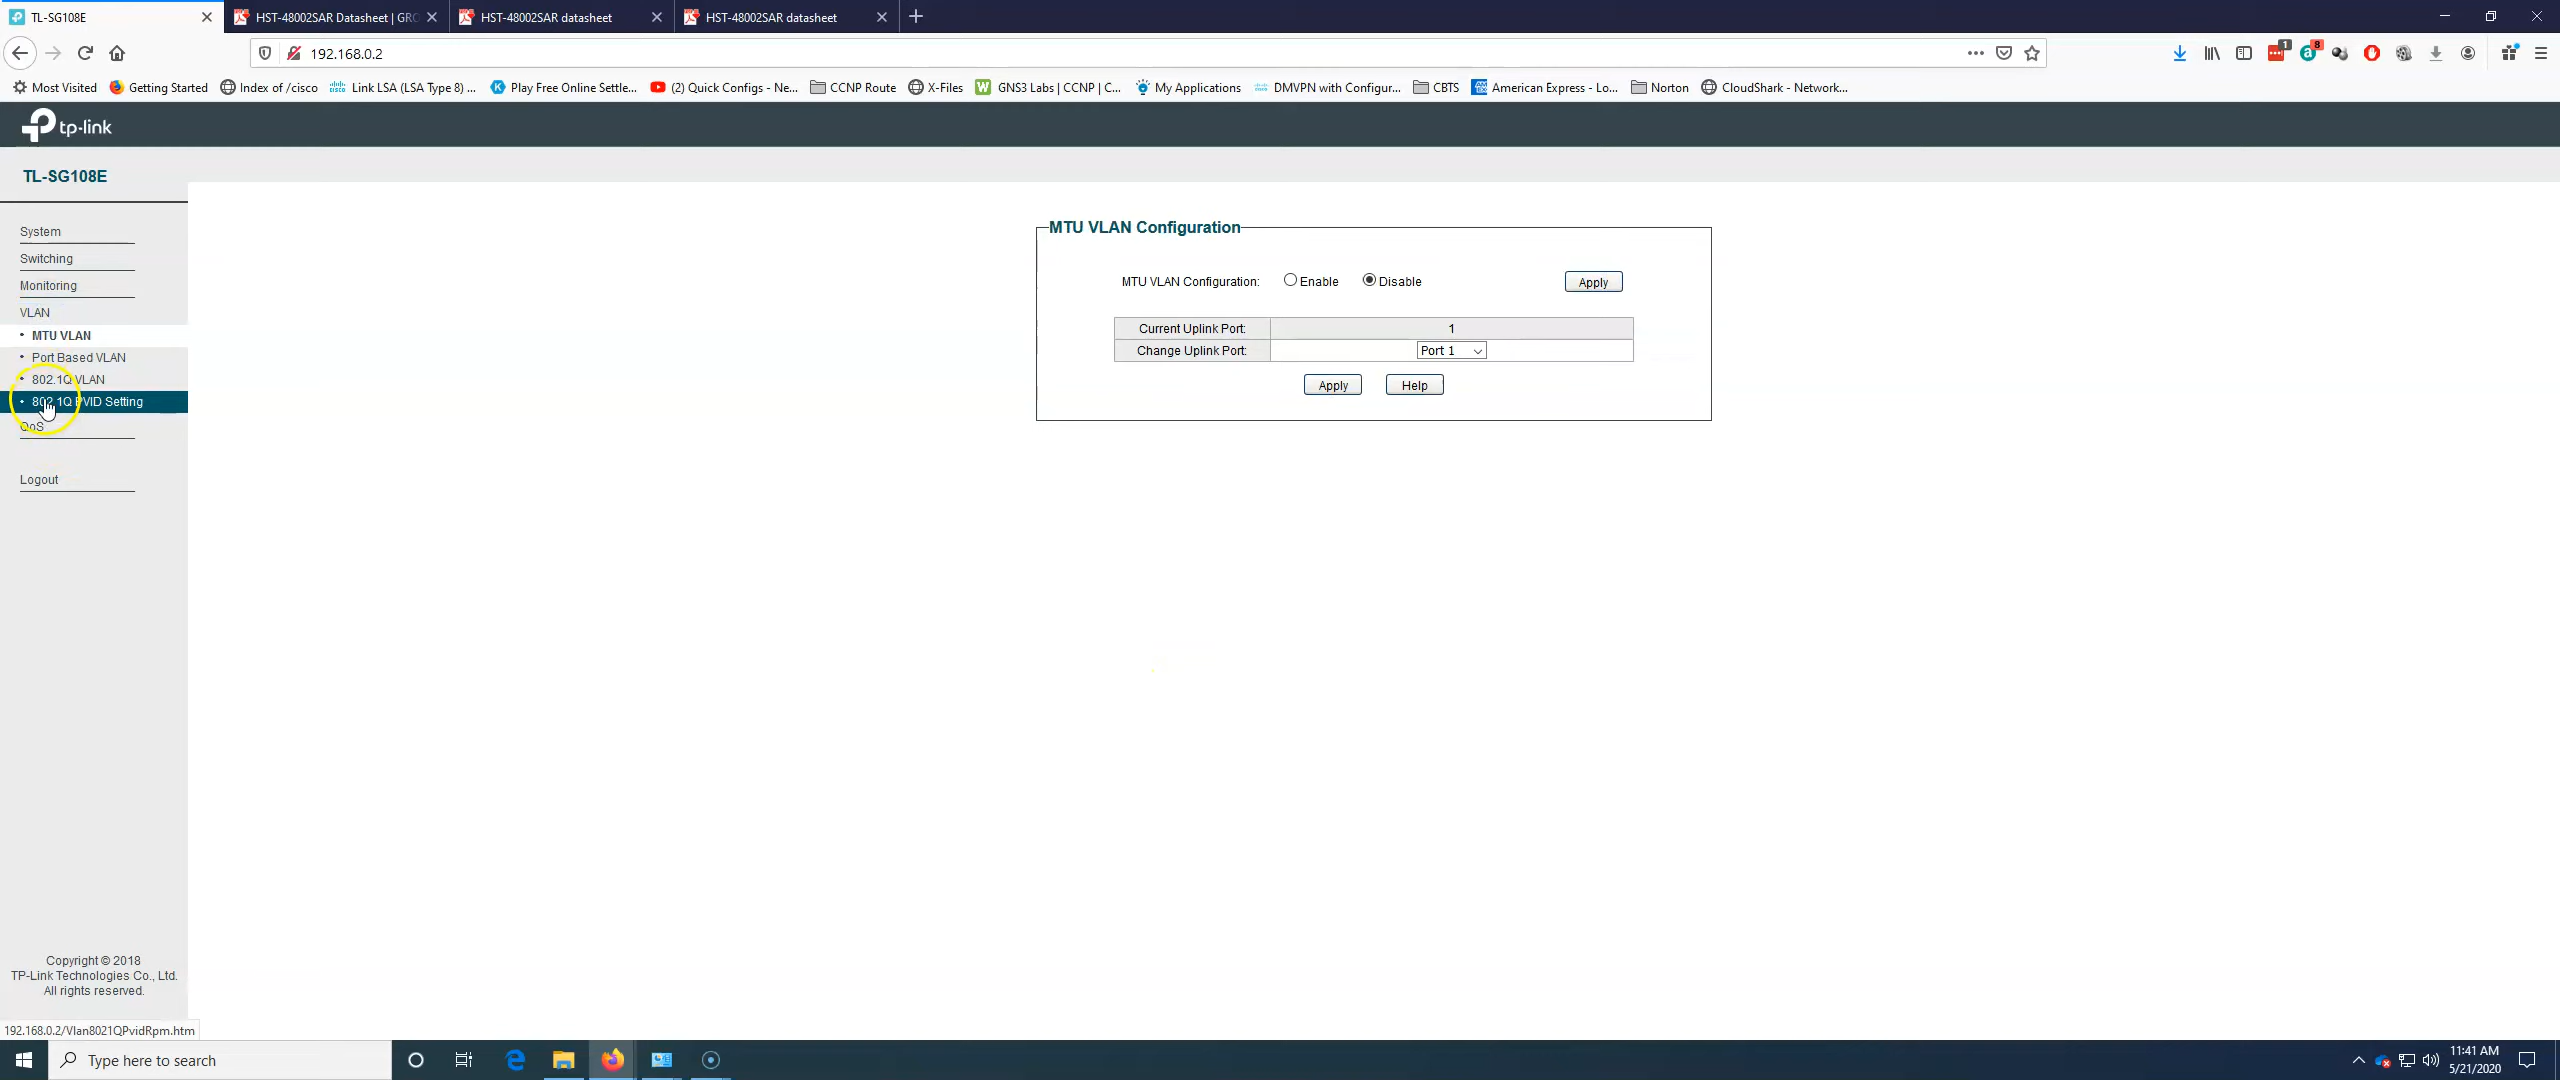 TL-SG108E
HST-48002SAR Datasheet | GRO
HST-48002SAR datasheet
HST-48002SAR datasheet
192.168.0.2
1
8
Most Visited
Getting Started
Index of /cisco
Link LSA (LSA Type 8) ...
Play Free Online Settle...
(2) Quick Configs - Ne...
CCNP Route
X-Files
GNS3 Labs | CCNP | C...
My Applications
DMVPN with Configur...
CBTS
American Express - Lo...
Norton
CloudShark - Network...
tp-link
TL-SG108E
System
Switching
Monitoring
VLAN
MTU VLAN
Port Based VLAN
802.1Q VLAN
802.1Q PVID Setting
QoS
Logout
MTU VLAN Configuration
MTU VLAN Configuration: Enable Disable Apply
Current Uplink Port: 1
Change Uplink Port: Port 1
Apply Help
Copyright © 2018
TP-Link Technologies Co., Ltd.
All rights reserved.
192.168.0.2/Vlan8021QPvidRpm.htm
Type here to search
11:41 AM
5/21/2020